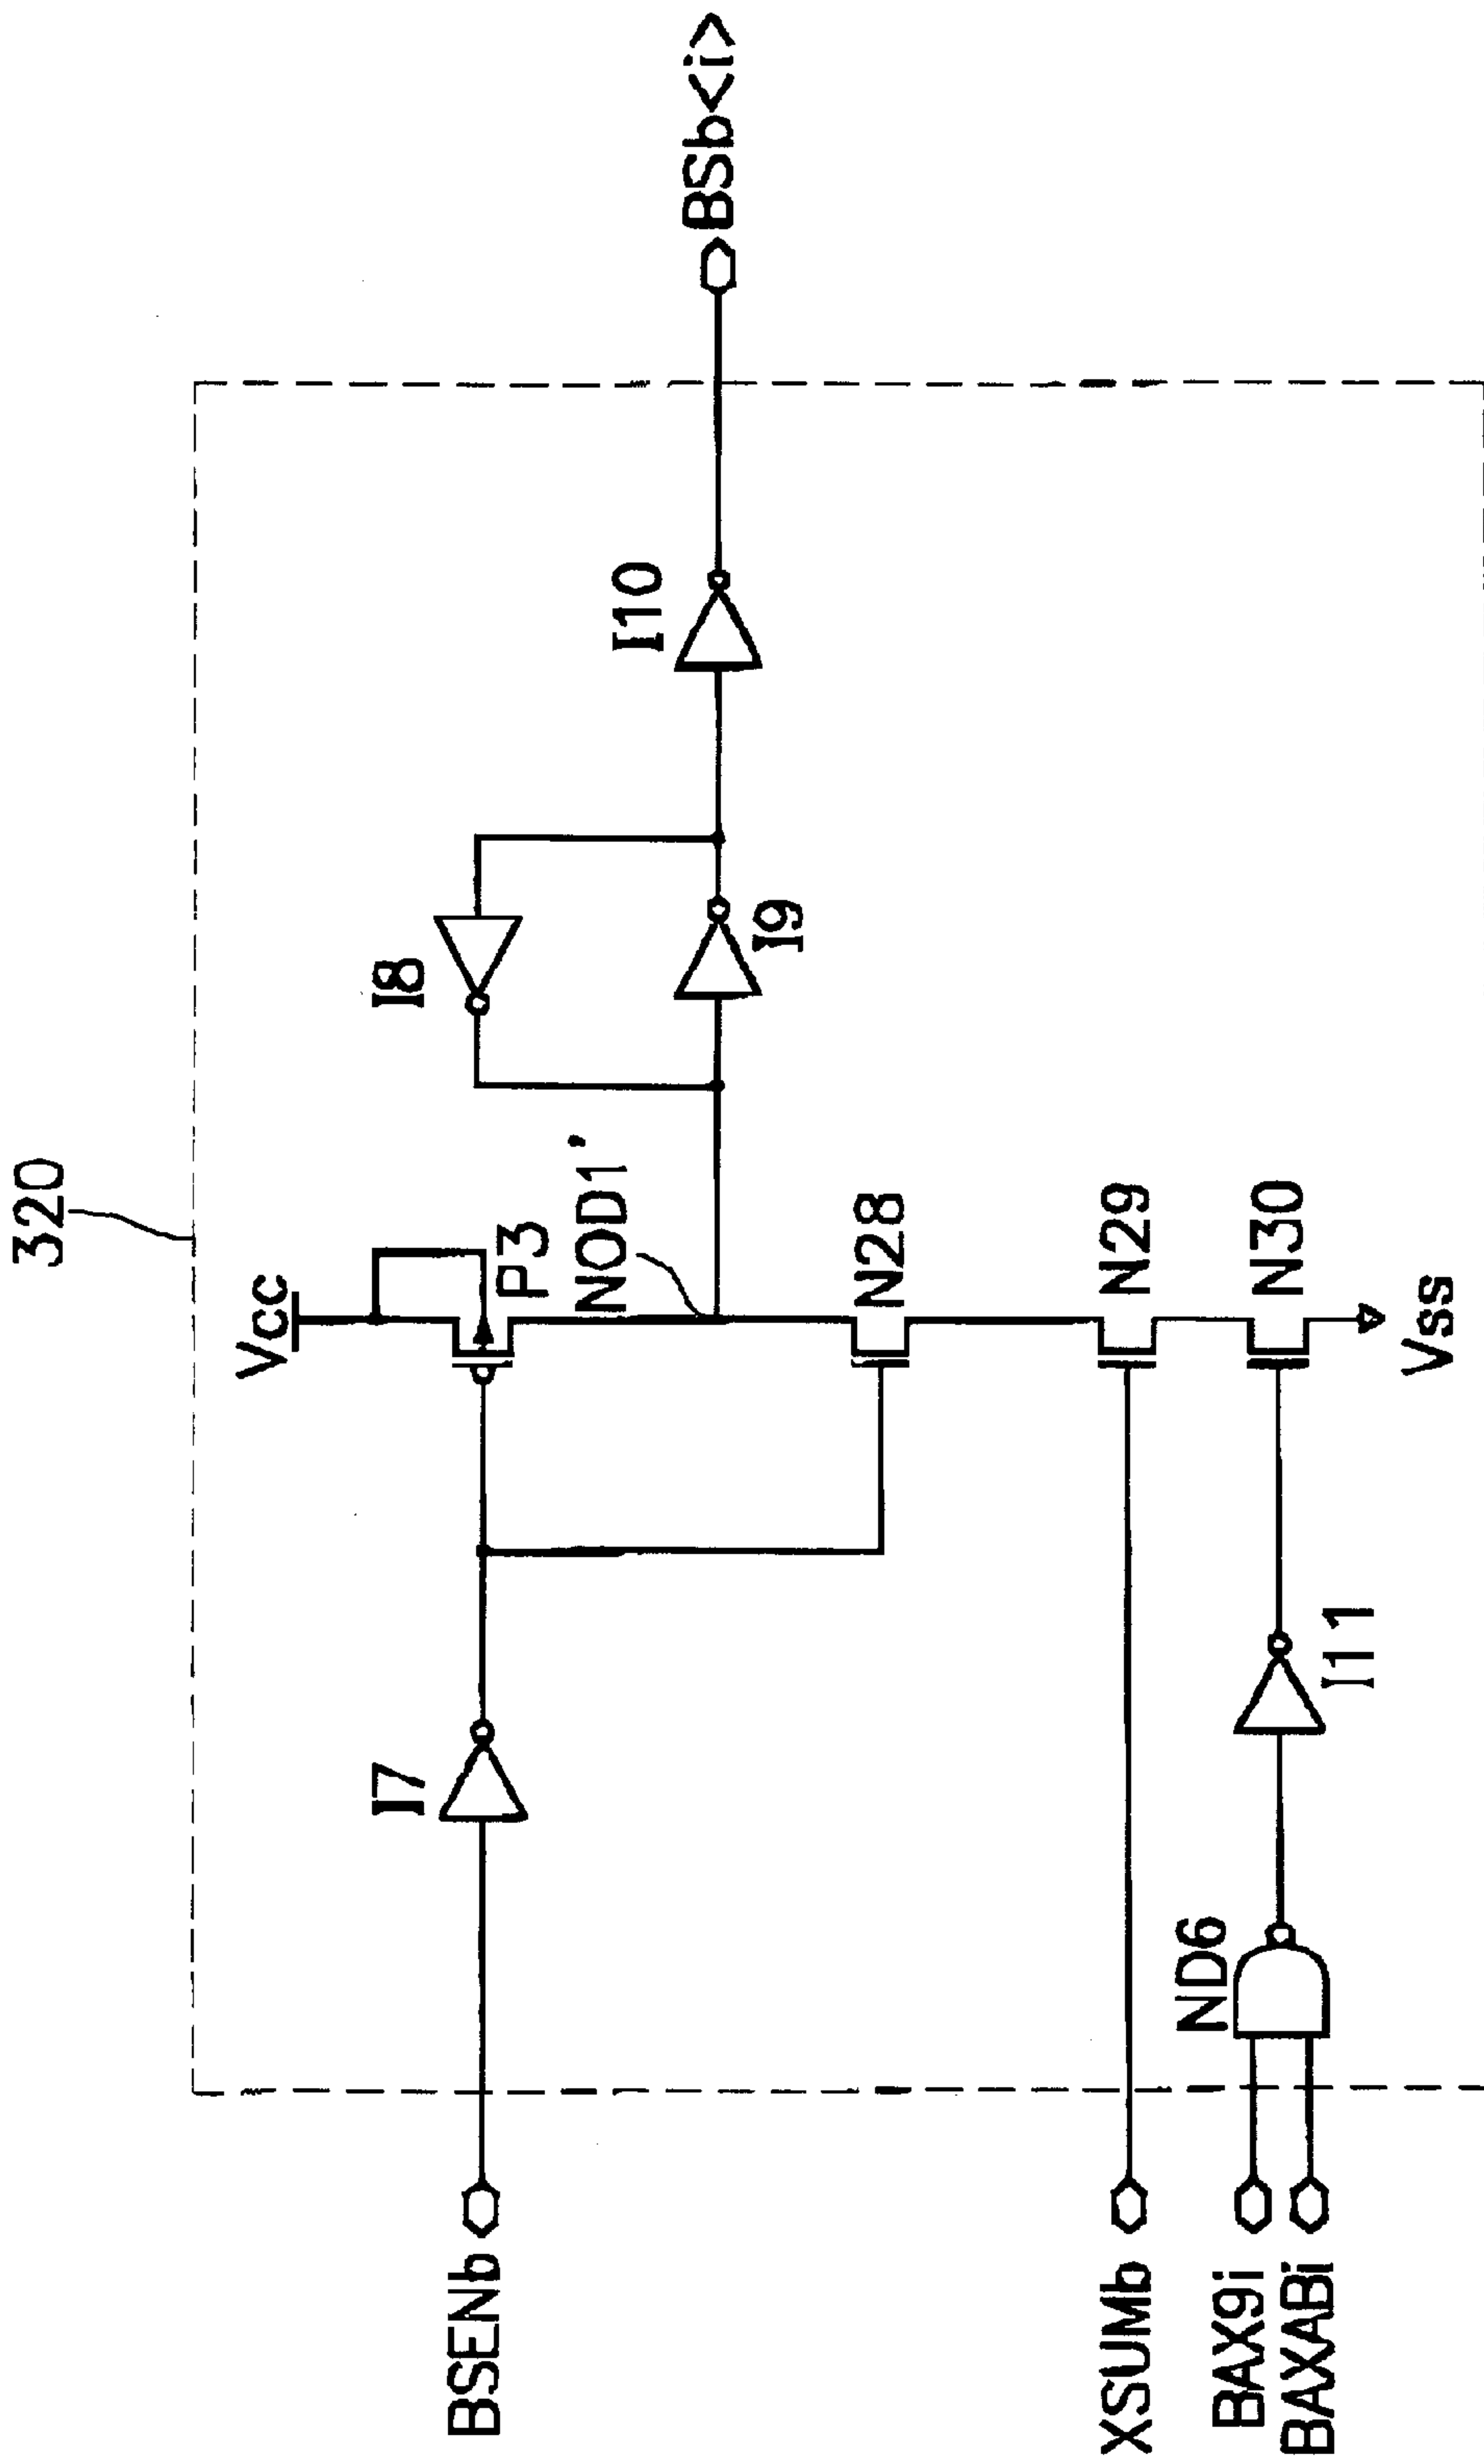 320
Vcc
I7
P3
I8
NOD1'
I10
BSENb
BSb<i>
I9
N28
XSUMb
N29
ND6
BAX9i
BAXABi
N30
I11
Vss